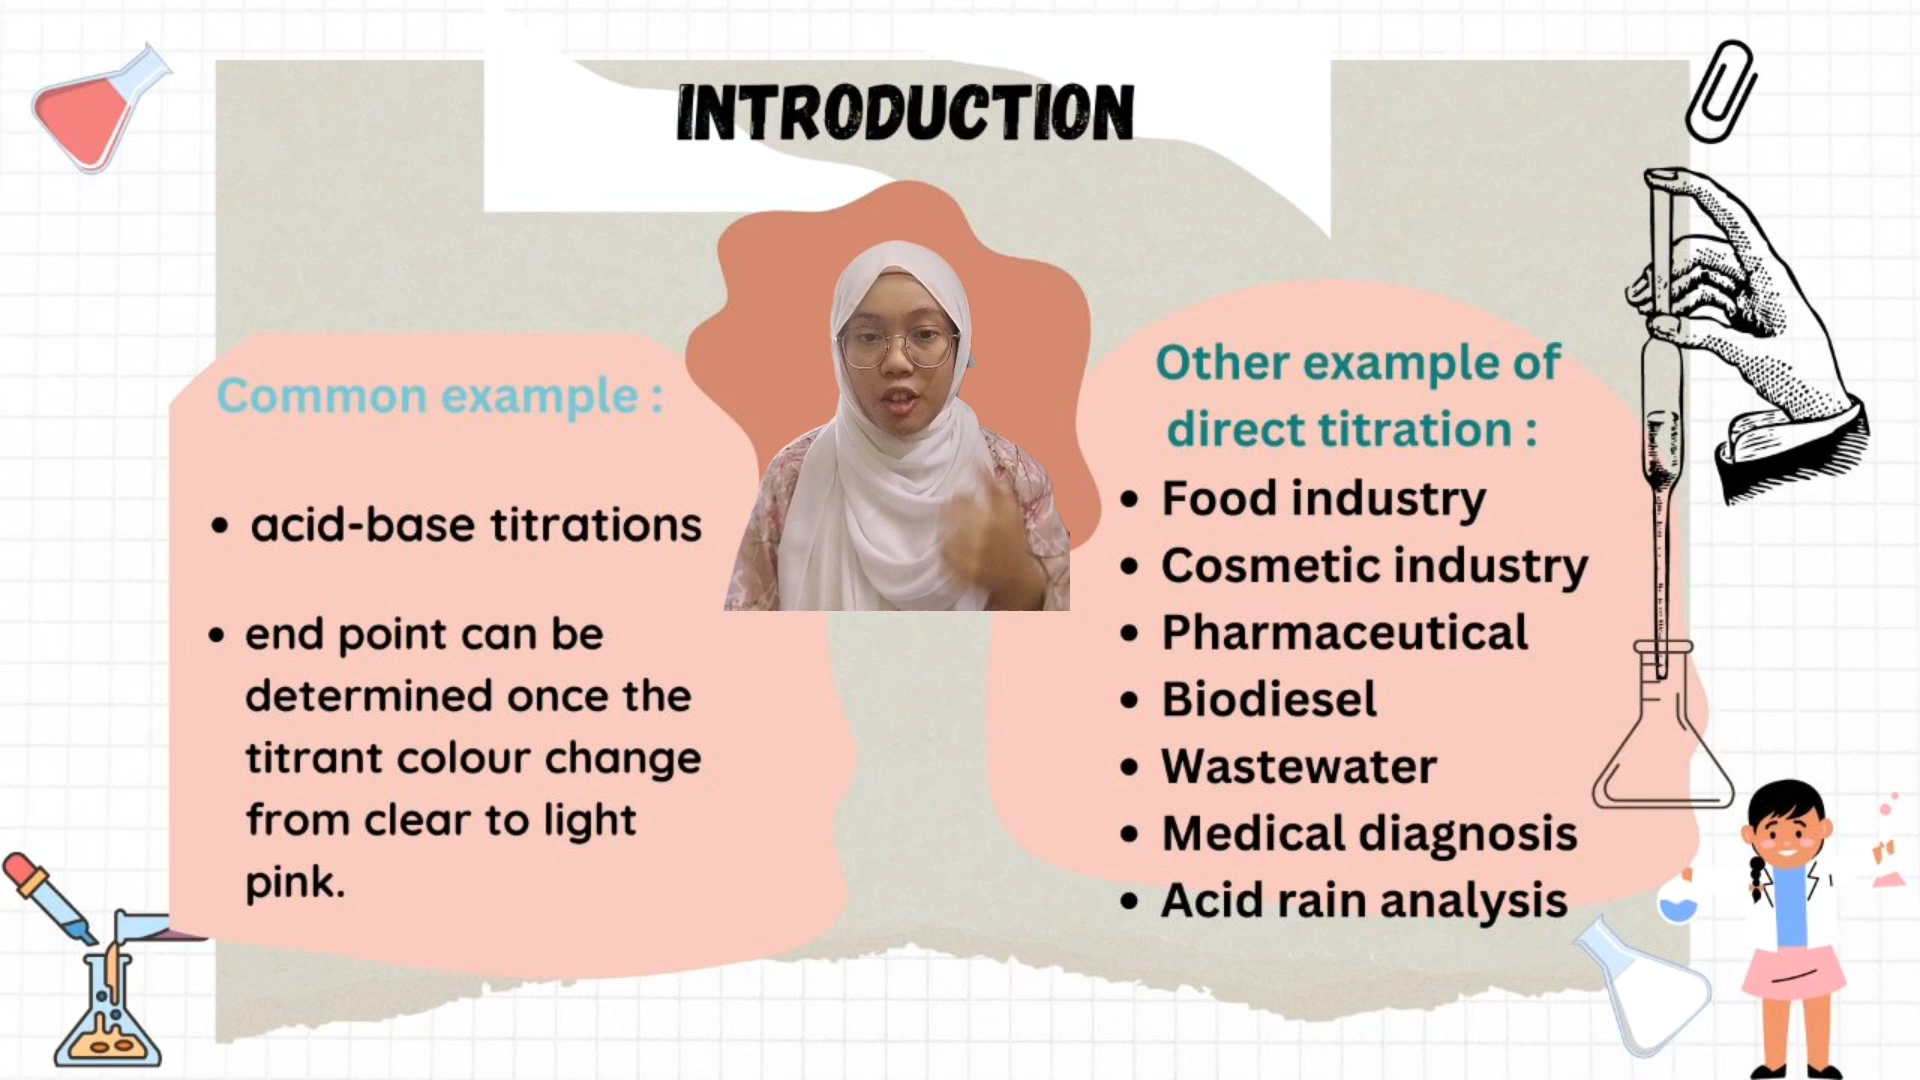 INTRODUCTION
Common example :
• acid-base titrations
• end point can be
determined once the
titrant colour change
from clear to light
pink.
Other example of
direct titration :
• Food industry
• Cosmetic industry
• Pharmaceutical
• Biodiesel
• Wastewater
• Medical diagnosis
• Acid rain analysis